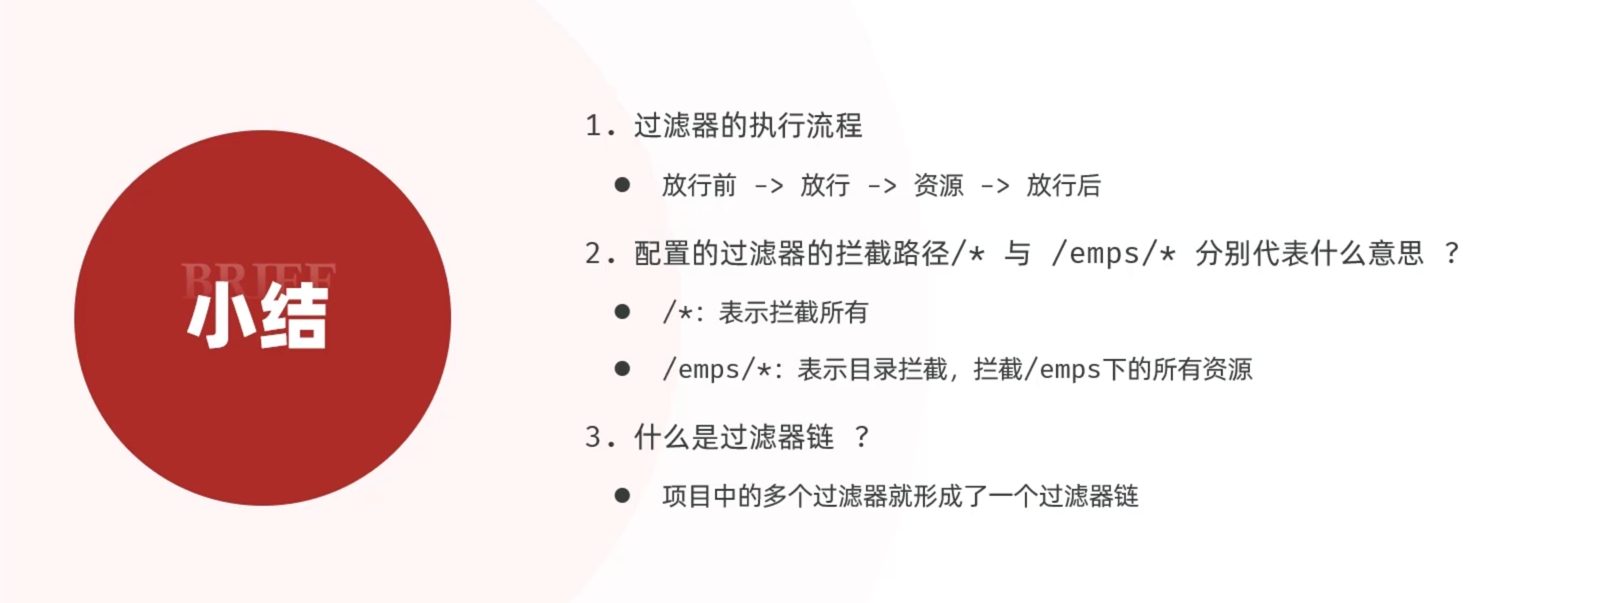 BRIEF
小结
1. 过滤器的执行流程
● 放行前 -> 放行 -> 资源 -> 放行后
2. 配置的过滤器的拦截路径/* 与 /emps/* 分别代表什么意思 ？
● /*：表示拦截所有
● /emps/*：表示目录拦截，拦截/emps下的所有资源
3. 什么是过滤器链 ？
● 项目中的多个过滤器就形成了一个过滤器链